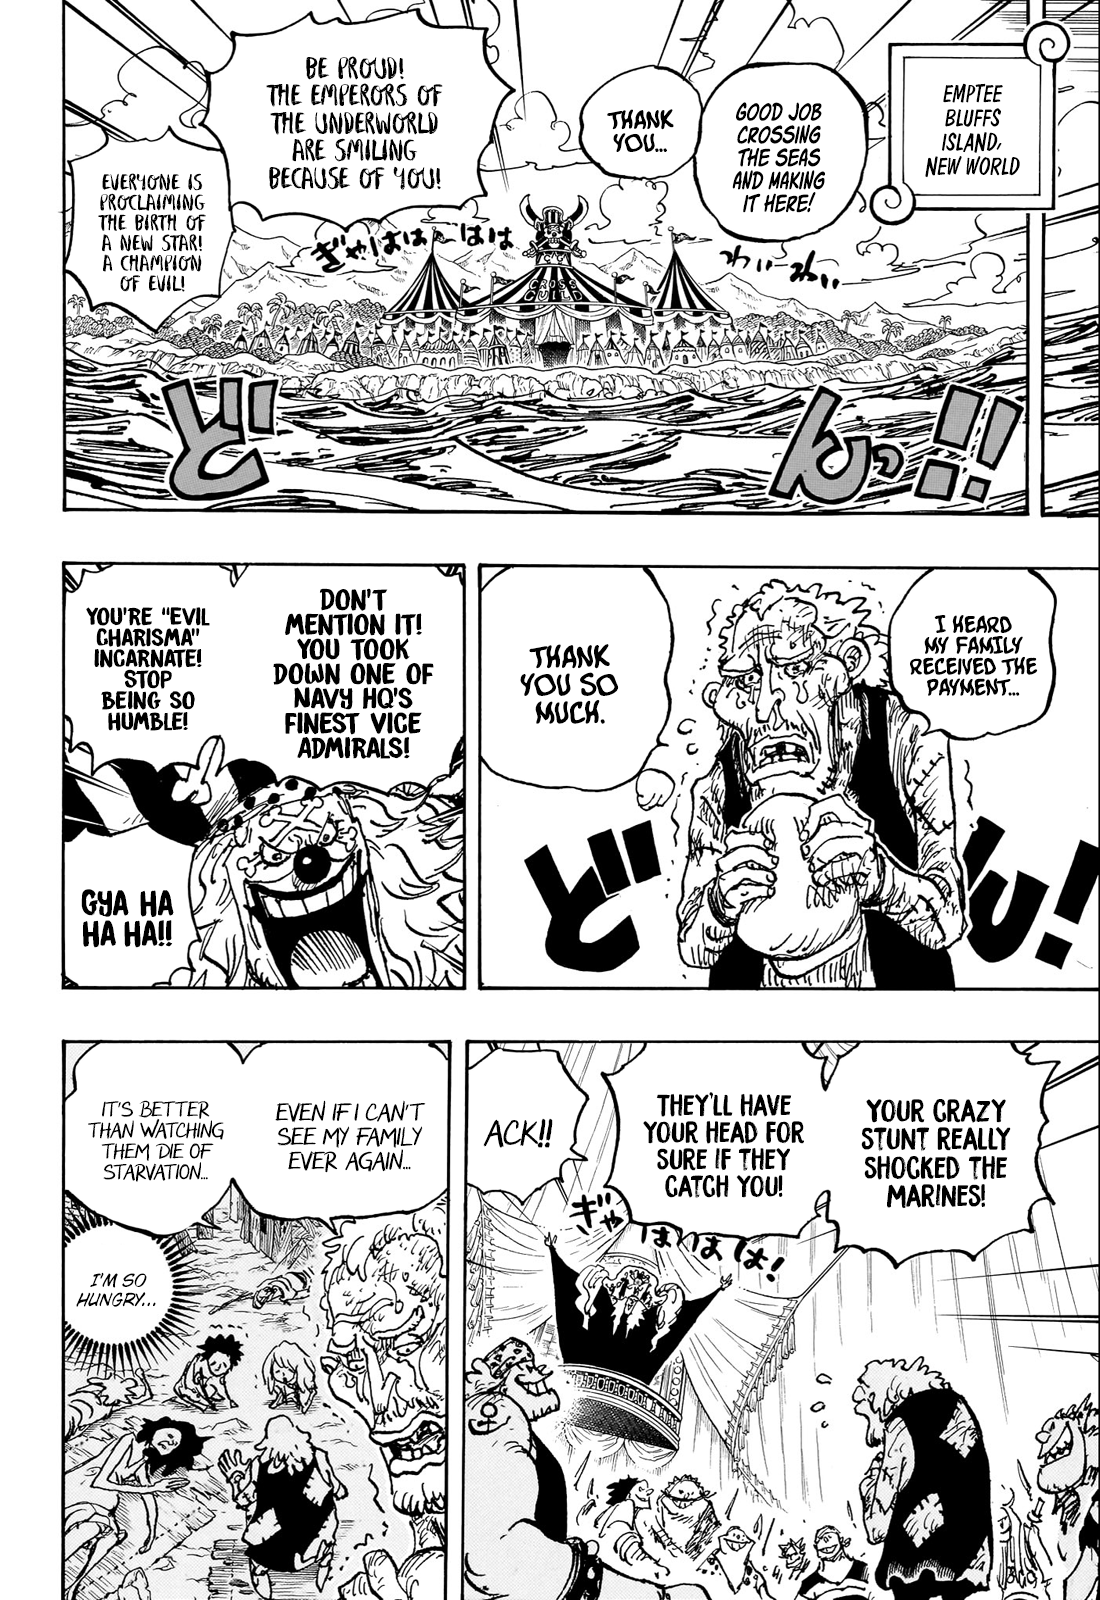 EMPTEE
BLUFFS
ISLAND,
NEW WORLD
GOOD JOB
CROSSING
THE SEAS
AND MAKING
IT HERE!
THANK
YOU...
BE PROUD!
THE EMPERORS OF
THE UNDERWORLD
ARE SMILING
BECAUSE OF YOU!
EVERYONE IS
PROCLAIMING
THE BIRTH OF
A NEW STAR!
A CHAMPION
OF EVIL!
わいわい
ぎゃははははは
CROSS
GUILD
どんっ!!
I HEARD
MY FAMILY
RECEIVED THE
PAYMENT...
THANK
YOU SO
MUCH.
どん!
DON'T
MENTION IT!
YOU TOOK
DOWN ONE OF
NAVY HQ'S
FINEST VICE
ADMIRALS!
YOU'RE "EVIL
CHARISMA"
INCARNATE!
STOP
BEING SO
HUMBLE!
GYA HA
HA HA!!
YOUR CRAZY
STUNT REALLY
SHOCKED THE
MARINES!
THEY'LL HAVE
YOUR HEAD FOR
SURE IF THEY
CATCH YOU!
ACK!!
ぎゃははははは!
EVEN IF I CAN'T
SEE MY FAMILY
EVER AGAIN...
IT'S BETTER
THAN WATCHING
THEM DIE OF
STARVATION...
I'M SO
HUNGRY...